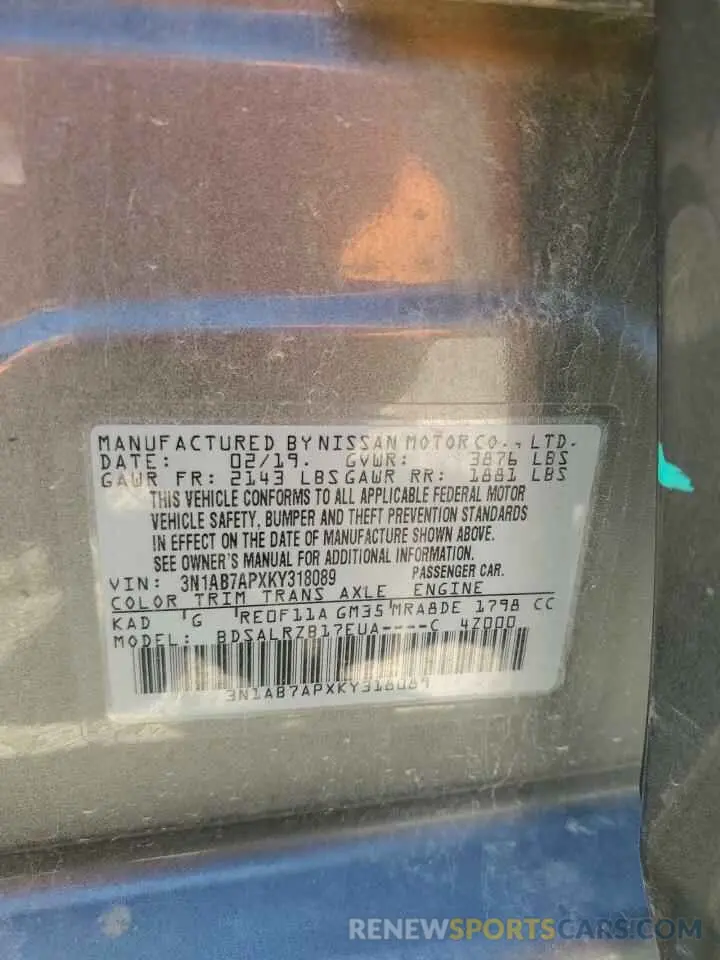 MANUFACTURED BY NISSAN MOTOR CO., LTD.
DATE: 02/19. GVWR: 3876 LBS
GAWR FR: 2143 LBS GAWR RR: 1881 LBS
THIS VEHICLE CONFORMS TO ALL APPLICABLE FEDERAL MOTOR
VEHICLE SAFETY, BUMPER AND THEFT PREVENTION STANDARDS
IN EFFECT ON THE DATE OF MANUFACTURE SHOWN ABOVE.
SEE OWNER'S MANUAL FOR ADDITIONAL INFORMATION.
VIN: 3N1AB7APXKY318089 PASSENGER CAR.
COLOR TRIM TRANS AXLE ENGINE
KAD G RE0F11A GM35 MRA8DE 1798 CC
MODEL: BDSALRZB17EUA----C 4Z000
3N1AB7APXKY318089
RENEWSPORTSCARS.COM